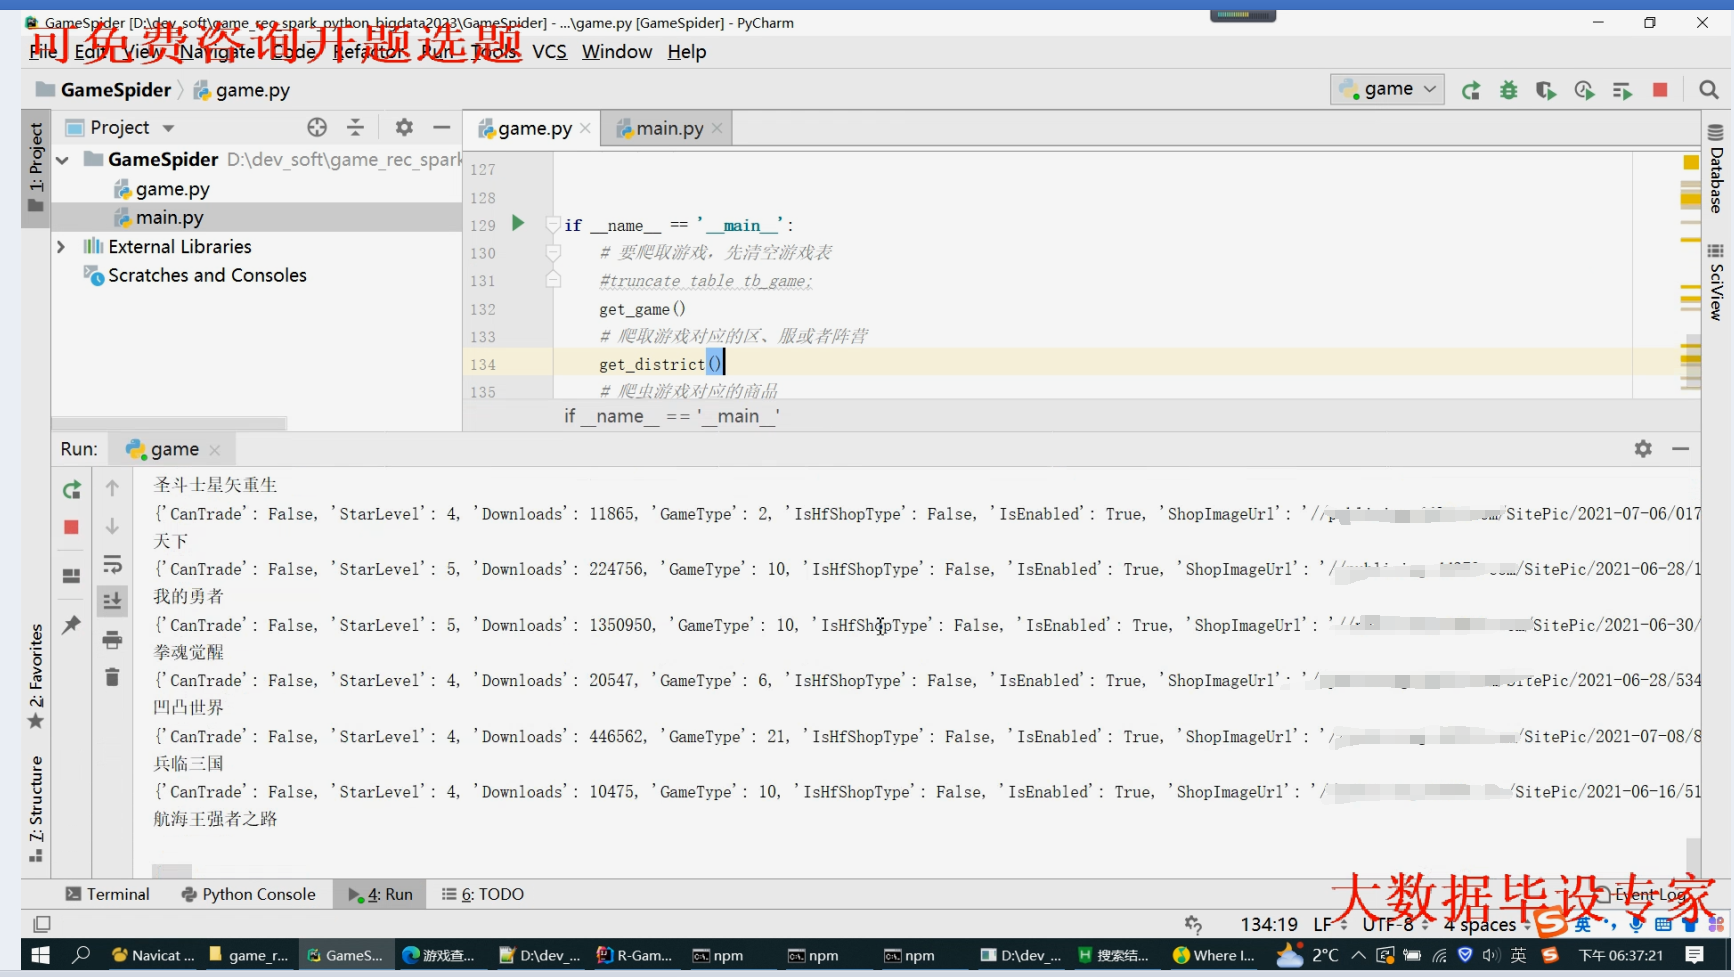 GameSpider [D:\dev_soft\game_rec_spark_python_bigdata2023\GameSpider] - ...\game.py [GameSpider] - PyCharm
可免费咨询开题选题
File Edit View Navigate Code Refactor Run Tools VCS Window Help
GameSpider game.py
game
Project
game.py
main.py
1: Project
GameSpider D:\dev_soft\game_rec_spark
game.py
main.py
External Libraries
Scratches and Consoles
127
128
129 if __name__ == '__main__':
130 # 要爬取游戏，先清空游戏表
131 #truncate table tb_game;
132 get_game()
133 # 爬取游戏对应的区、服或者阵营
134 get_district()
135 # 爬虫游戏对应的商品
if __name__ == '__main__'
Database
SciView
Run: game
圣斗士星矢重生
{'CanTrade': False, 'StarLevel': 4, 'Downloads': 11865, 'GameType': 2, 'IsHfShopType': False, 'IsEnabled': True, 'ShopImageUrl': '//p om/SitePic/2021-07-06/017
天下
{'CanTrade': False, 'StarLevel': 5, 'Downloads': 224756, 'GameType': 10, 'IsHfShopType': False, 'IsEnabled': True, 'ShopImageUrl': '// om/SitePic/2021-06-28/1
我的勇者
{'CanTrade': False, 'StarLevel': 5, 'Downloads': 1350950, 'GameType': 10, 'IsHfShopType': False, 'IsEnabled': True, 'ShopImageUrl': '// SitePic/2021-06-30/
拳魂觉醒
{'CanTrade': False, 'StarLevel': 4, 'Downloads': 20547, 'GameType': 6, 'IsHfShopType': False, 'IsEnabled': True, 'ShopImageUrl': '/ SitePic/2021-06-28/534
凹凸世界
{'CanTrade': False, 'StarLevel': 4, 'Downloads': 446562, 'GameType': 21, 'IsHfShopType': False, 'IsEnabled': True, 'ShopImageUrl': '/ /SitePic/2021-07-08/8
兵临三国
{'CanTrade': False, 'StarLevel': 4, 'Downloads': 10475, 'GameType': 10, 'IsHfShopType': False, 'IsEnabled': True, 'ShopImageUrl': '/ /SitePic/2021-06-16/51
航海王强者之路
2: Favorites
7: Structure
Terminal Python Console 4: Run 6: TODO
Event Log
大数据毕设专家
134:19 LF UTF-8 4 spaces
英
Navicat ... game_r... GameS... 游戏查... D:\dev_... R-Gam... npm npm npm D:\dev_... 搜索结... Where I... 2°C 英 下午 06:37:21